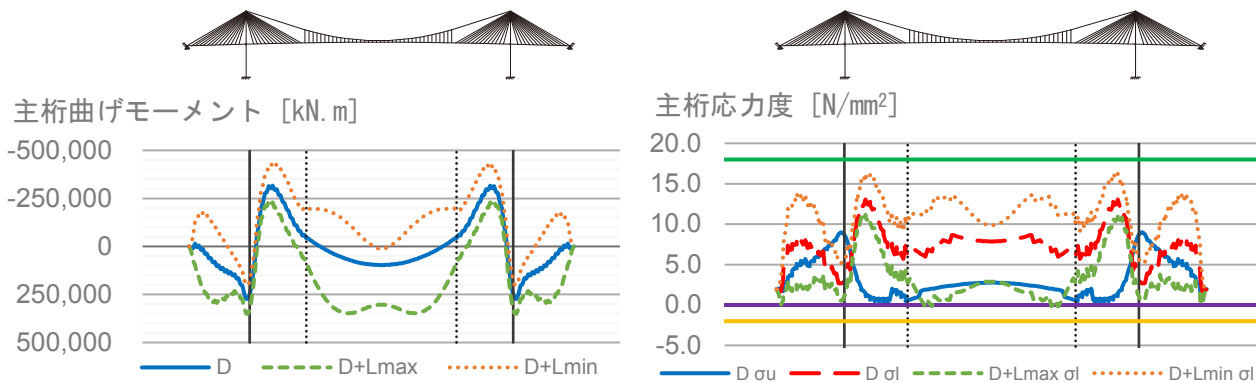 主桁曲げモーメント [kN.m]
-500,000
-250,000
0
250,000
500,000
D
D+Lmax
D+Lmin
主桁応力度 [N/mm²]
20.0
15.0
10.0
5.0
0.0
-5.0
D σu
D σl
D+Lmax σl
D+Lmin σl